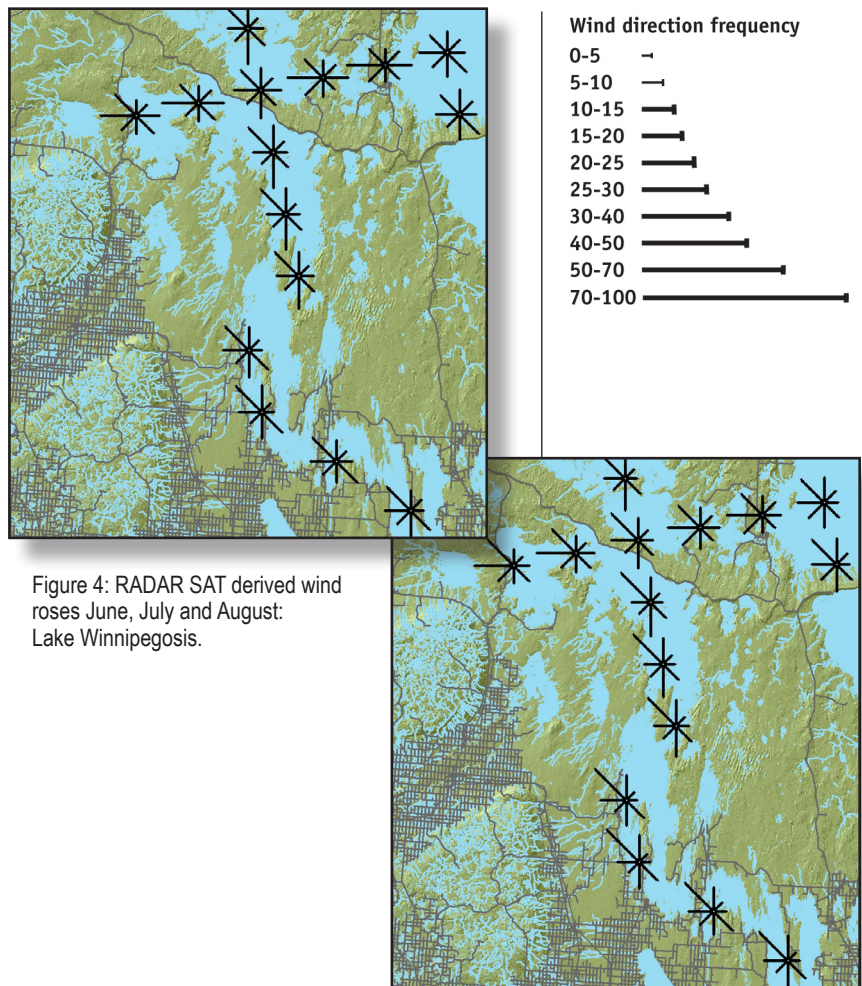 Wind direction frequency
0-5
5-10
10-15
15-20
20-25
25-30
30-40
40-50
50-70
70-100
Figure 4: RADAR SAT derived wind
roses June, July and August:
Lake Winnipegosis.